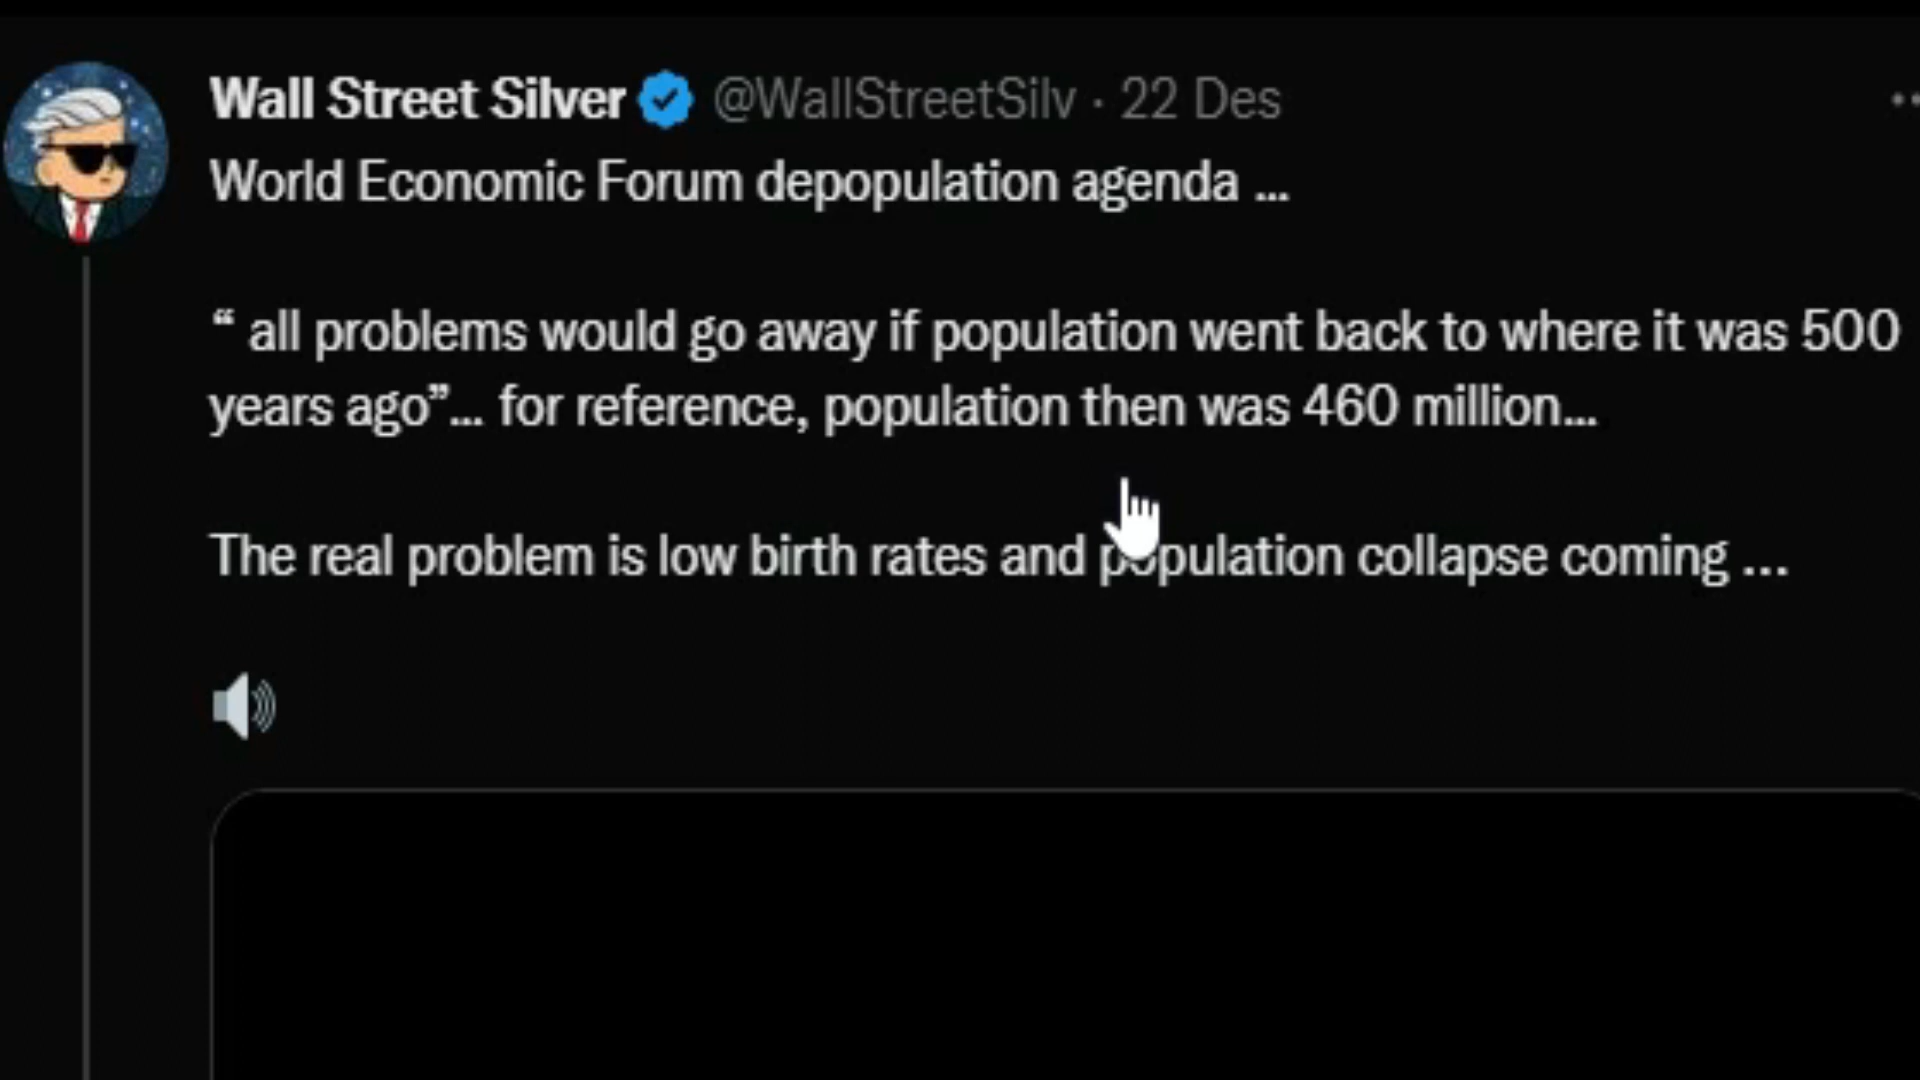 Wall Street Silver @WallStreetSilv · 22 Des
World Economic Forum depopulation agenda ...
“ all problems would go away if population went back to where it was 500
years ago”... for reference, population then was 460 million...
The real problem is low birth rates and population collapse coming ...